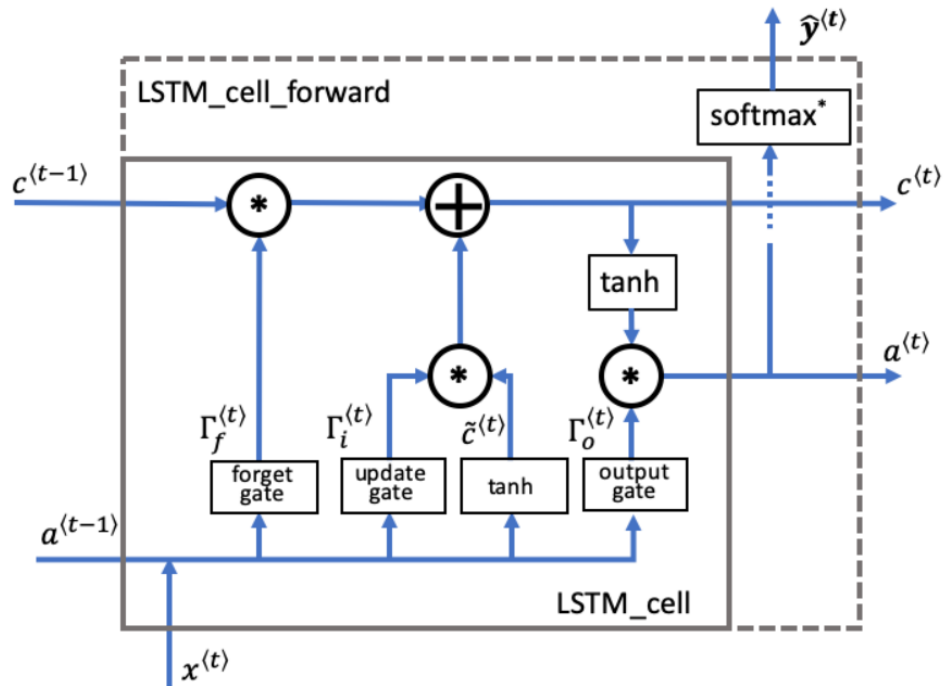 ŷ⟨t⟩
LSTM_cell_forward
softmax*
c⟨t−1⟩
c⟨t⟩
*
+
tanh
a⟨t⟩
*
*
Γf⟨t⟩
Γi⟨t⟩
c̃⟨t⟩
Γo⟨t⟩
forget
gate
update
gate
tanh
output
gate
a⟨t−1⟩
LSTM_cell
x⟨t⟩